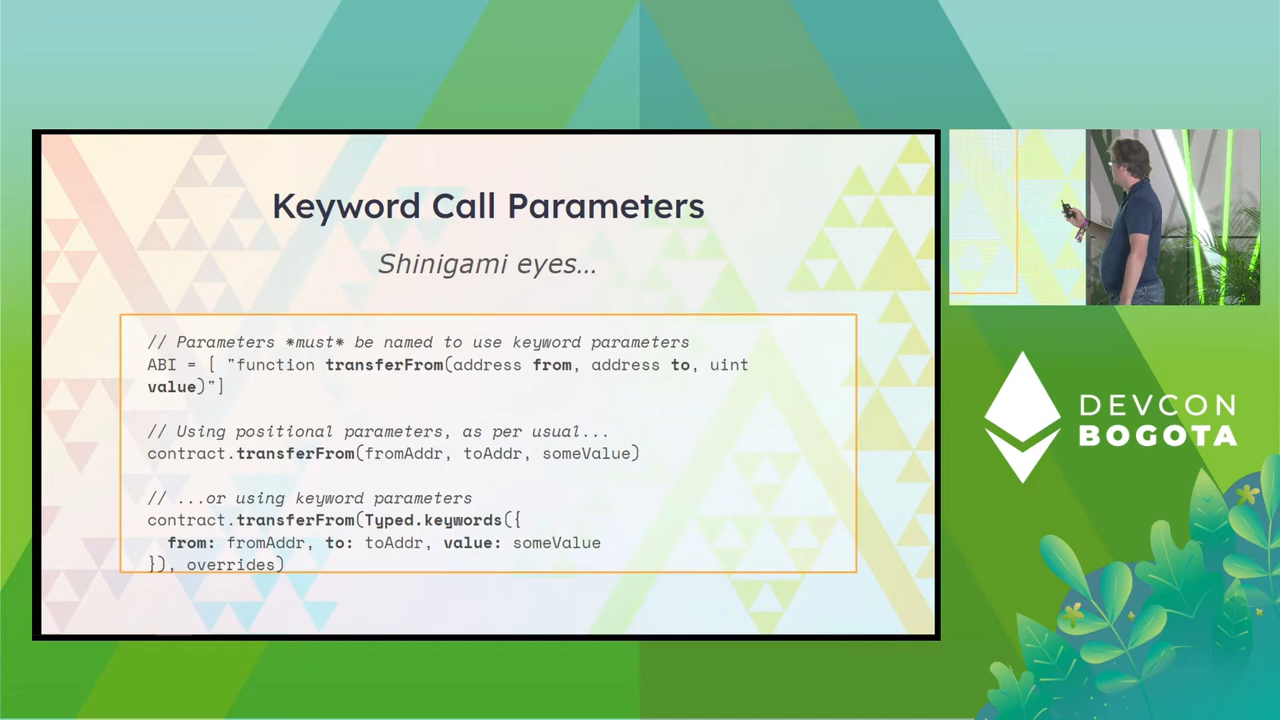 Keyword Call Parameters
Shinigami eyes...
// Parameters *must* be named to use keyword parameters
ABI = [ "function transferFrom(address from, address to, uint
value)"]
// Using positional parameters, as per usual...
contract.transferFrom(fromAddr, toAddr, someValue)
// ...or using keyword parameters
contract.transferFrom(Typed.keywords({
from: fromAddr, to: toAddr, value: someValue
}), overrides)
DEVCON
BOGOTA